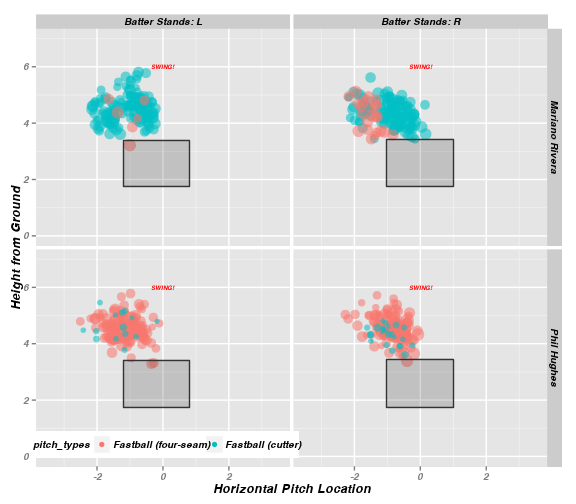 Batter Stands: L
Batter Stands: R
6
4
2
0
SWING!
SWING!
Mariano Rivera
Height from Ground
6
4
2
0
SWING!
SWING!
Phil Hughes
pitch_types Fastball (four-seam) Fastball (cutter)
-2 0 2 -2 0 2
Horizontal Pitch Location